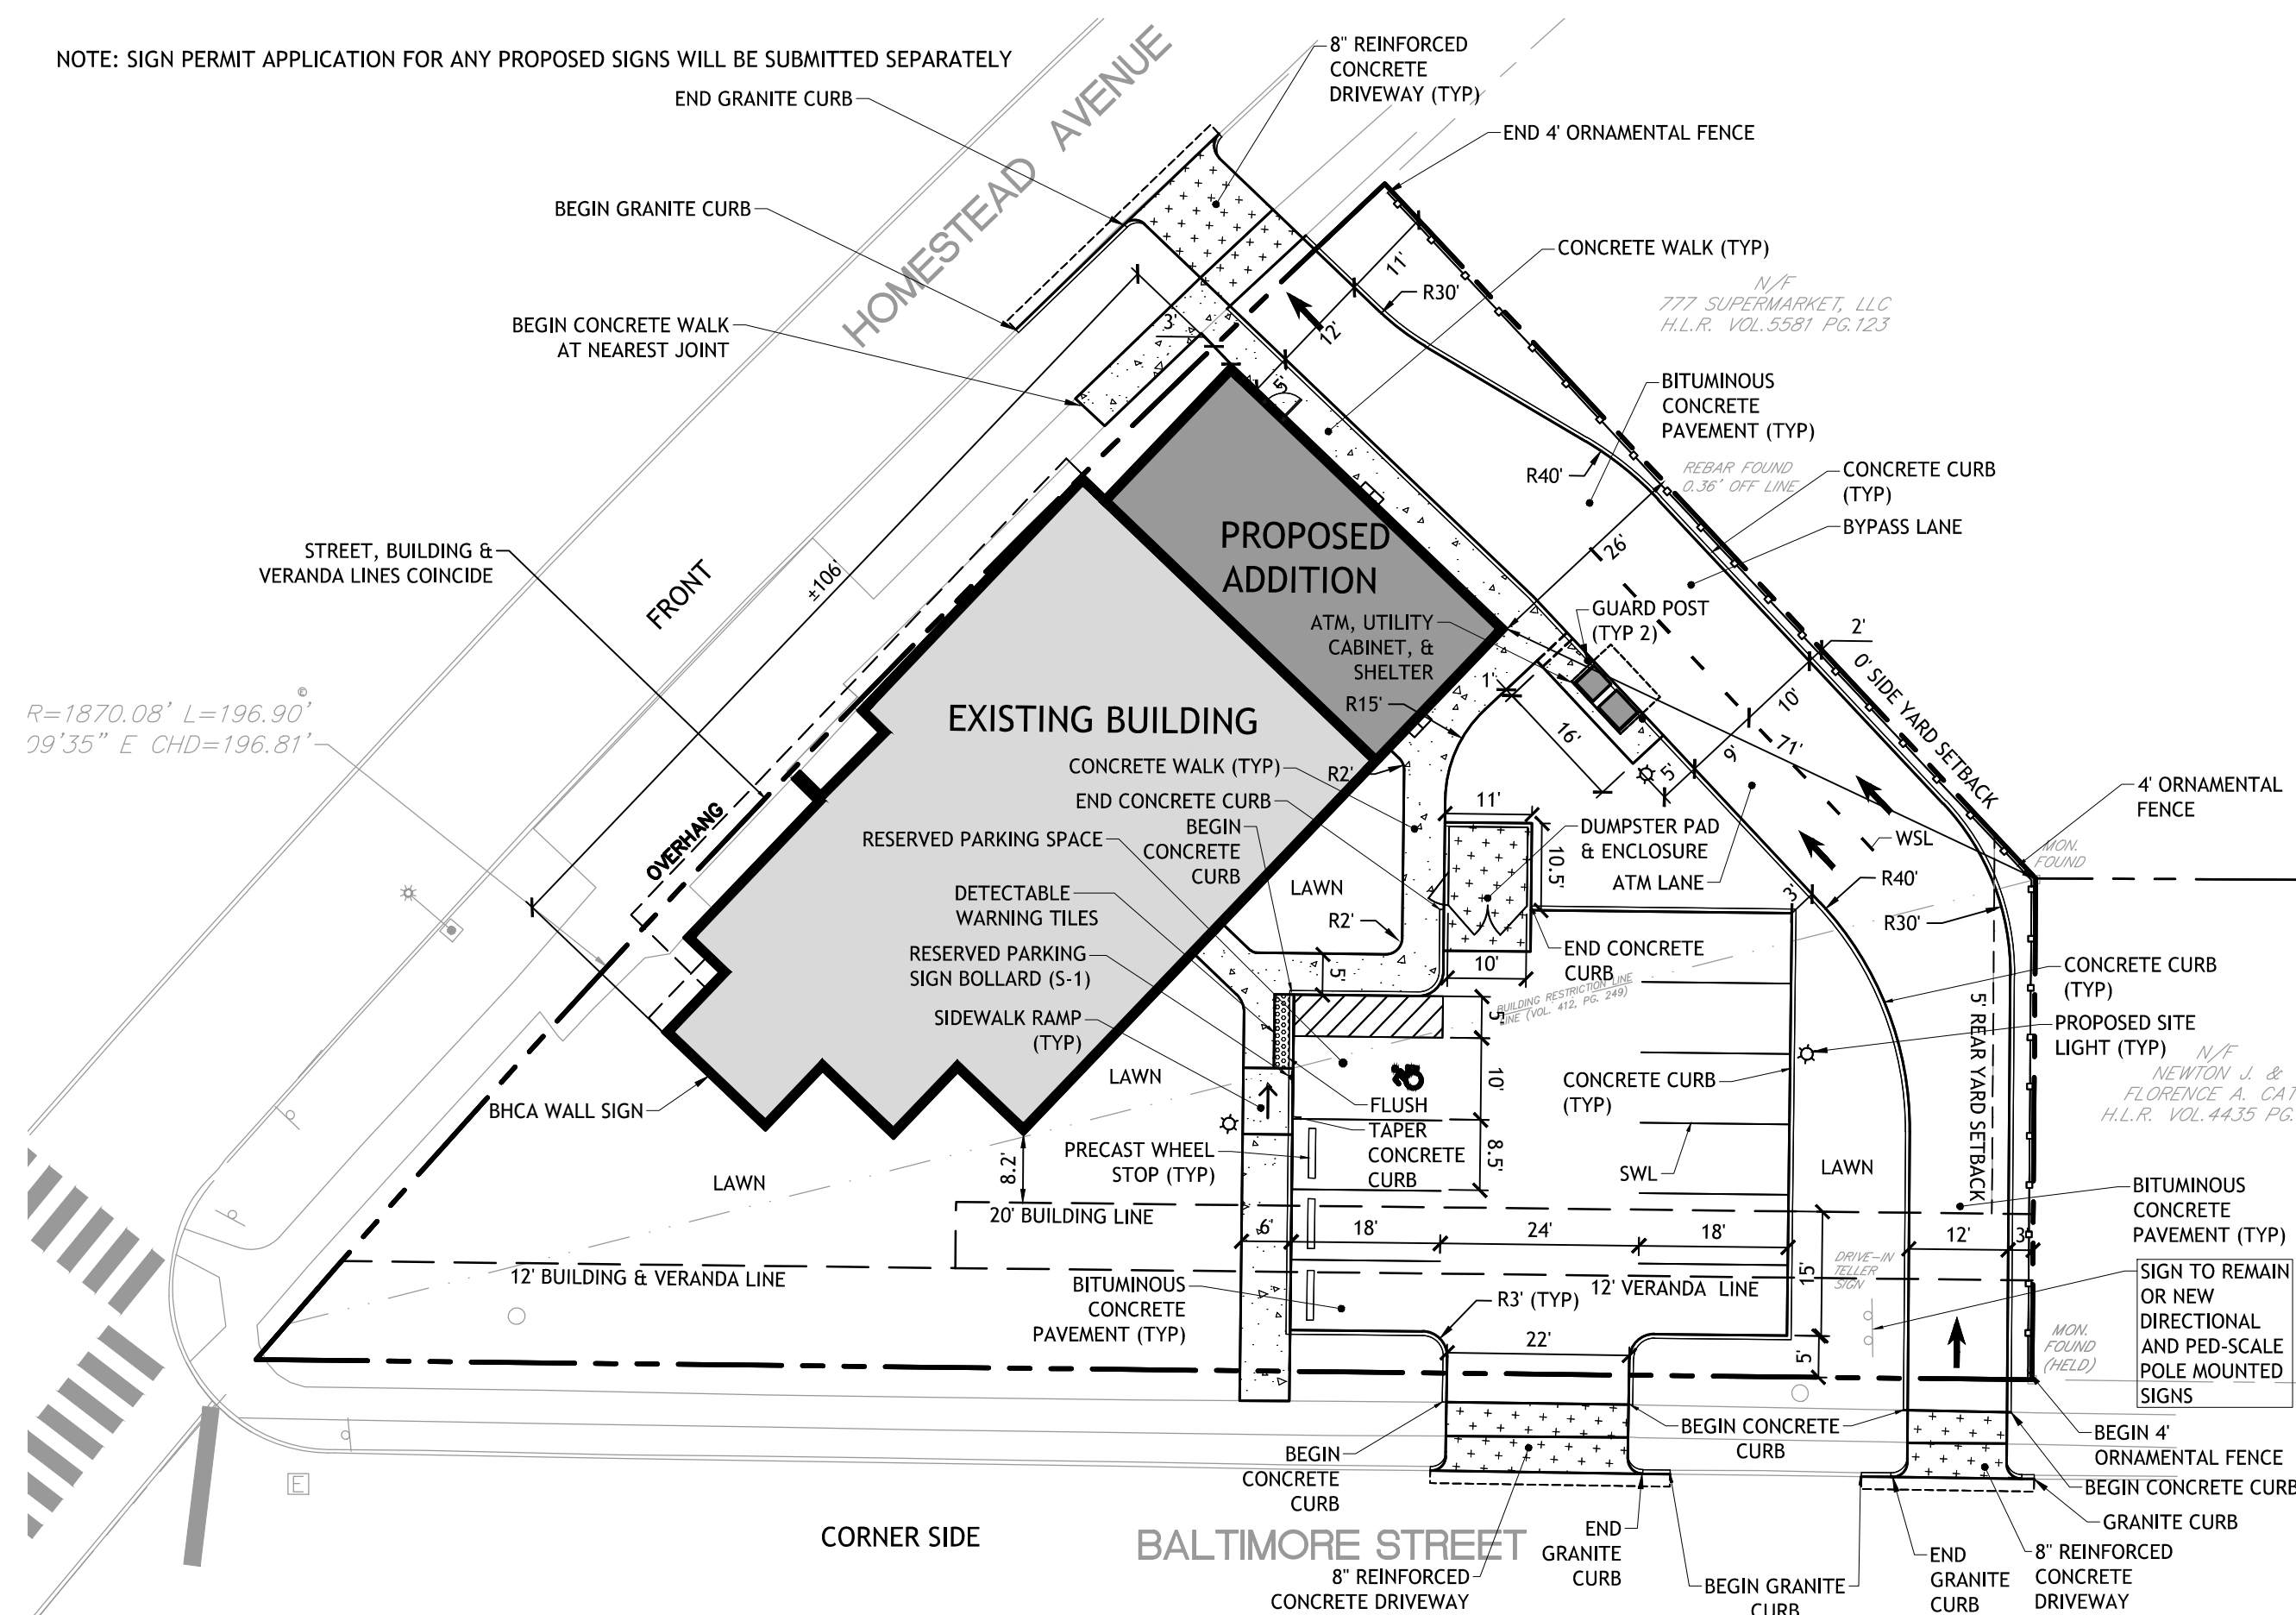 NOTE: SIGN PERMIT APPLICATION FOR ANY PROPOSED SIGNS WILL BE SUBMITTED SEPARATELY
END GRANITE CURB
HOMESTEAD AVENUE
8" REINFORCED
CONCRETE
DRIVEWAY (TYP)
END 4' ORNAMENTAL FENCE
BEGIN GRANITE CURB
CONCRETE WALK (TYP)
11'
R30'
12'
N/F
777 SUPERMARKET, LLC
H.L.R. VOL.5581 PG.123
BEGIN CONCRETE WALK
AT NEAREST JOINT
3'
5'
BITUMINOUS
CONCRETE
PAVEMENT (TYP)
REBAR FOUND
0.36' OFF LINE
R40'
CONCRETE CURB
(TYP)
BYPASS LANE
STREET, BUILDING &
VERANDA LINES COINCIDE
±106'
FRONT
PROPOSED
ADDITION
26'
GUARD POST
(TYP 2)
ATM, UTILITY
CABINET, &
SHELTER
2'
0' SIDE YARD SETBACK
1'
R15'
R=1870.08' L=196.90'
09'35" E CHD=196.81'
EXISTING BUILDING
16'
10'
71'
9'
5'
CONCRETE WALK (TYP)
R2'
4' ORNAMENTAL
FENCE
END CONCRETE CURB
11'
BEGIN
CONCRETE
CURB
OVERHANG
RESERVED PARKING SPACE
DUMPSTER PAD
& ENCLOSURE
10.5'
WSL
MON.
FOUND
LAWN
ATM LANE
R40'
3'
DETECTABLE
WARNING TILES
R2'
R30'
RESERVED PARKING
SIGN BOLLARD (S-1)
5'
10'
END CONCRETE
CURB
BUILDING RESTRICTION LINE
LINE (VOL. 412, PG. 249)
CONCRETE CURB
(TYP)
SIDEWALK RAMP
(TYP)
5'
5' REAR YARD SETBACK
PROPOSED SITE
LIGHT (TYP)
N/F
NEWTON J. &
FLORENCE A. CAT
H.L.R. VOL.4435 PG.
BHCA WALL SIGN
LAWN
10'
CONCRETE CURB
(TYP)
FLUSH
TAPER
CONCRETE
CURB
PRECAST WHEEL
STOP (TYP)
8.2'
8.5'
SWL
LAWN
LAWN
BITUMINOUS
CONCRETE
PAVEMENT (TYP)
20' BUILDING LINE
6'
18'
24'
18'
12'
3'
12' BUILDING & VERANDA LINE
DRIVE-IN
TELLER
SIGN
15'
12' VERANDA LINE
BITUMINOUS
CONCRETE
PAVEMENT (TYP)
R3' (TYP)
SIGN TO REMAIN
OR NEW
DIRECTIONAL
AND PED-SCALE
POLE MOUNTED
SIGNS
22'
5'
MON.
FOUND
(HELD)
BEGIN
CONCRETE
CURB
BEGIN CONCRETE
CURB
BEGIN 4'
ORNAMENTAL FENCE
BEGIN CONCRETE CURB
E
GRANITE CURB
CORNER SIDE
BALTIMORE STREET
END
GRANITE
CURB
8" REINFORCED
CONCRETE DRIVEWAY
BEGIN GRANITE
CURB
END
GRANITE
CURB
8" REINFORCED
CONCRETE
DRIVEWAY